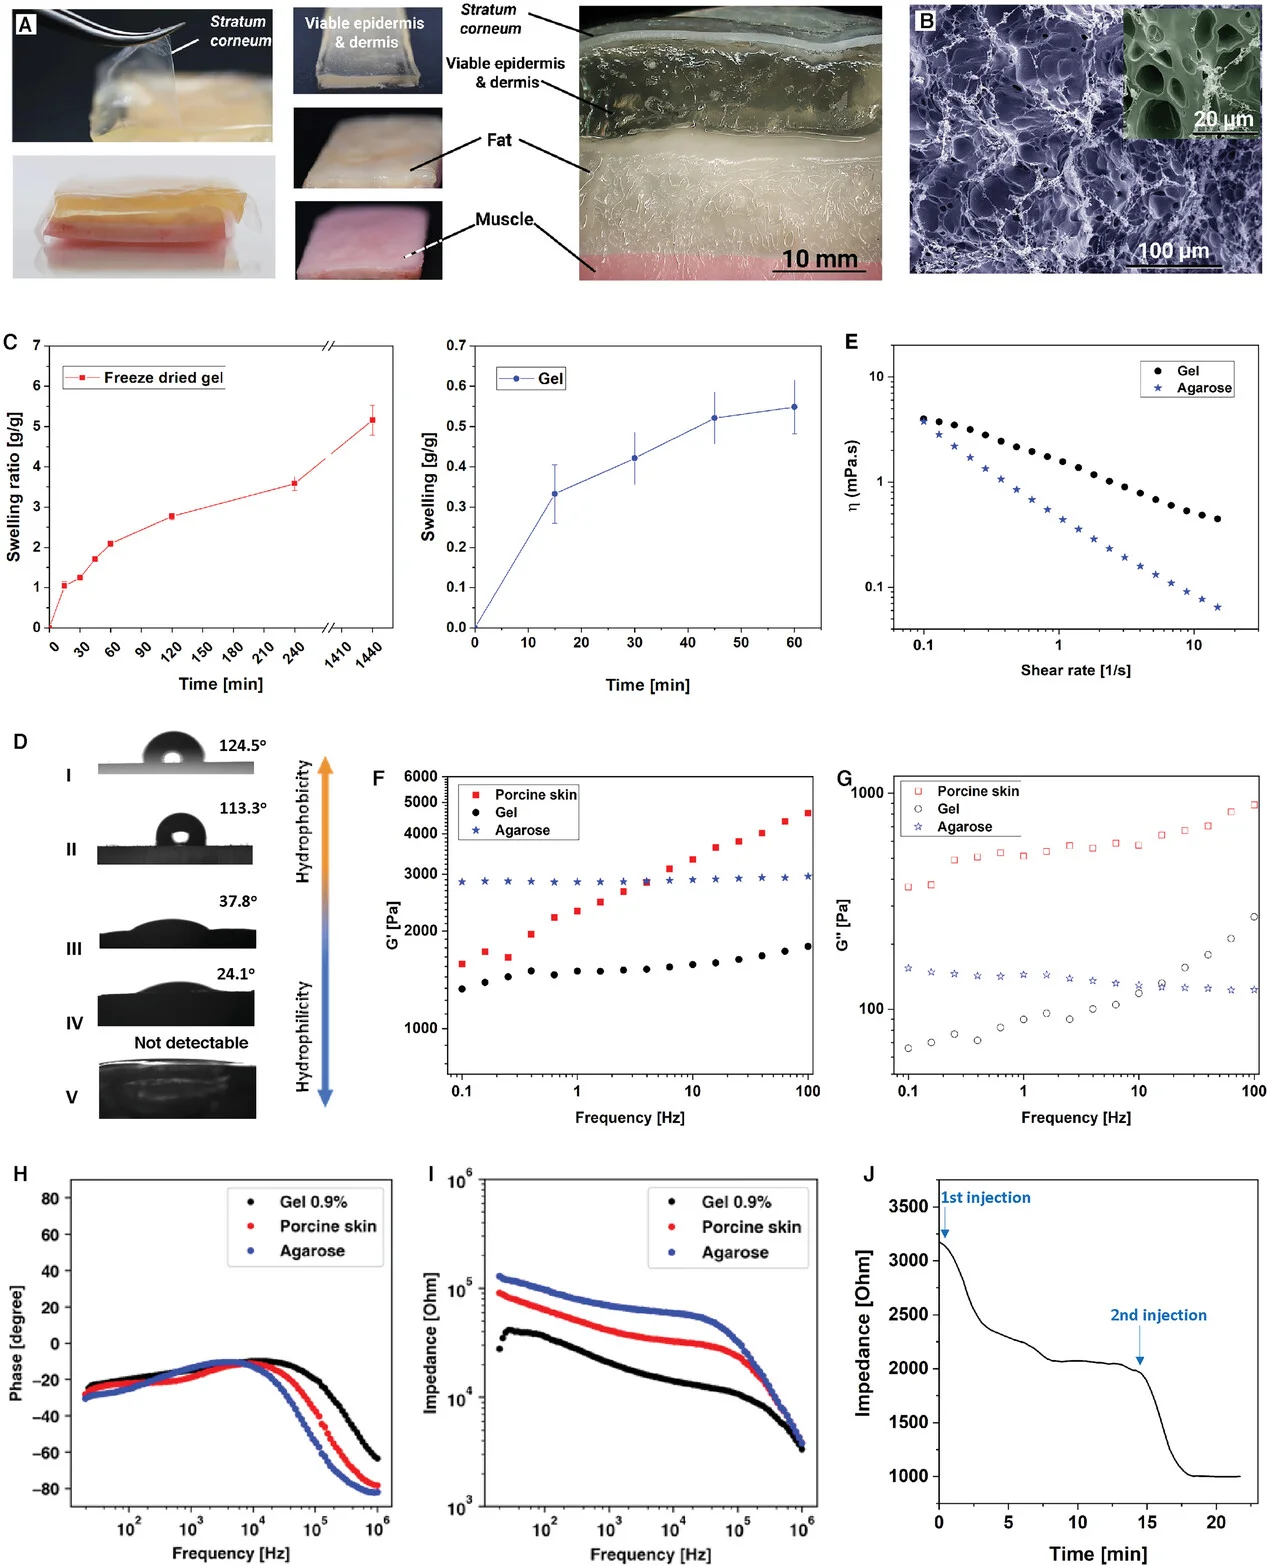 A
Stratum
corneum
Viable epidermis
& dermis
Stratum
corneum
Viable epidermis
& dermis
Fat
Muscle
10 mm
B
20 µm
100 µm
C
Freeze dried gel
Swelling ratio [g/g]
7
6
5
4
3
2
1
0
0 30 60 90 120 150 180 210 240 1410 1440
Time [min]
Gel
Swelling [g/g]
0.7
0.6
0.5
0.4
0.3
0.2
0.1
0.0
0 10 20 30 40 50 60
Time [min]
E
Gel
Agarose
η (mPa.s)
10
1
0.1
0.1 1 10
Shear rate [1/s]
D
I
124.5°
II
113.3°
III
37.8°
IV
24.1°
Not detectable
V
Hydrophobicity
Hydrophilicity
F
Porcine skin
Gel
Agarose
G' [Pa]
6000
5000
4000
3000
2000
1000
0.1 1 10 100
Frequency [Hz]
G
Porcine skin
Gel
Agarose
G'' [Pa]
1000
100
0.1 1 10 100
Frequency [Hz]
H
Gel 0.9%
Porcine skin
Agarose
Phase [degree]
80
60
40
20
0
−20
−40
−60
−80
10² 10³ 10⁴ 10⁵ 10⁶
Frequency [Hz]
I
Gel 0.9%
Porcine skin
Agarose
Impedance [Ohm]
10⁶
10⁵
10⁴
10³
10² 10³ 10⁴ 10⁵ 10⁶
Frequency [Hz]
J
1st injection
2nd injection
Impedance [Ohm]
3500
3000
2500
2000
1500
1000
0 5 10 15 20
Time [min]